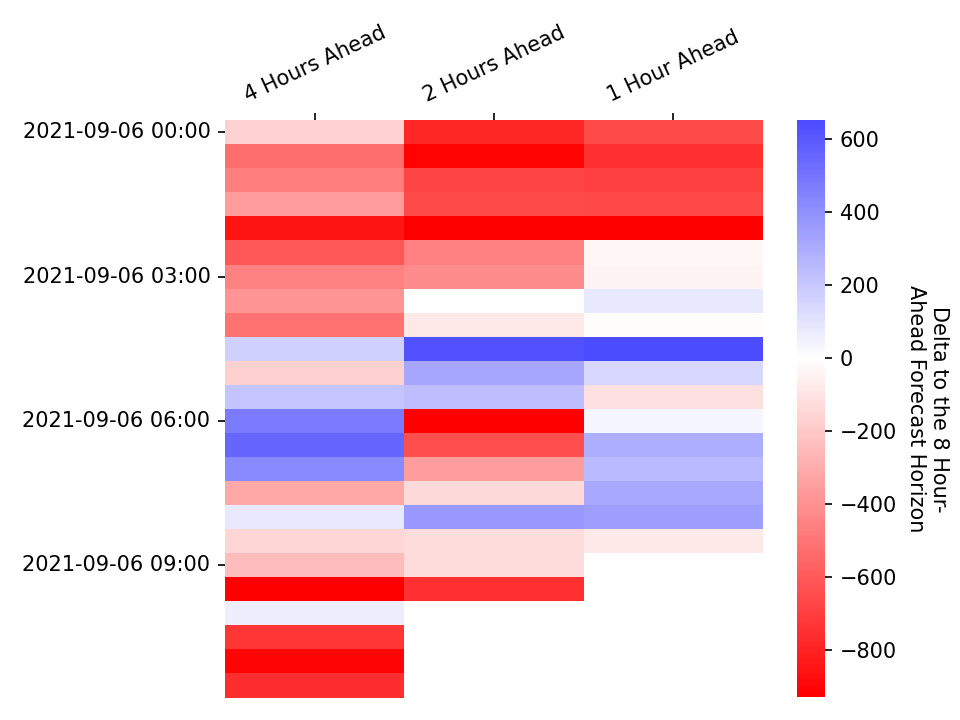 4 Hours Ahead
2 Hours Ahead
1 Hour Ahead
2021-09-06 00:00
2021-09-06 03:00
2021-09-06 06:00
2021-09-06 09:00
600
400
200
0
−200
−400
−600
−800
Delta to the 8 Hour-
Ahead Forecast Horizon